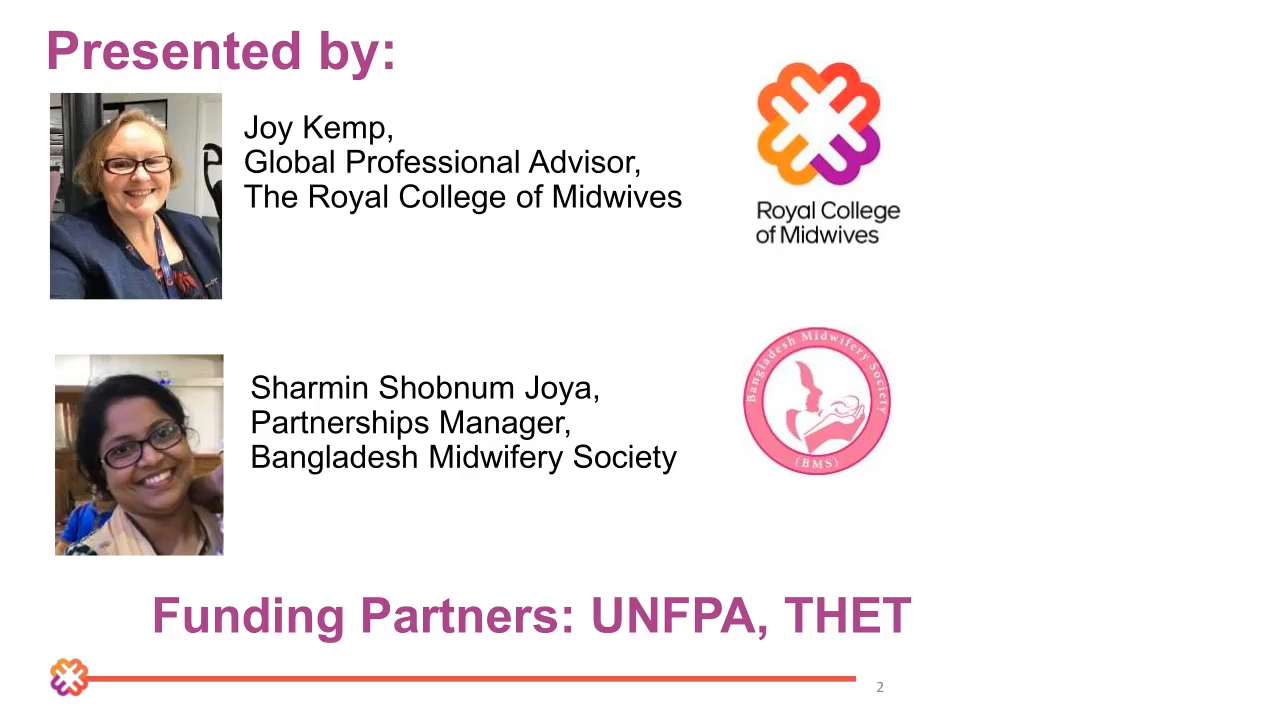 Presented by:
Joy Kemp,
Global Professional Advisor,
The Royal College of Midwives
Royal College
of Midwives
Sharmin Shobnum Joya,
Partnerships Manager,
Bangladesh Midwifery Society
Bangladesh Midwifery Society
(BMS)
Funding Partners: UNFPA, THET
2